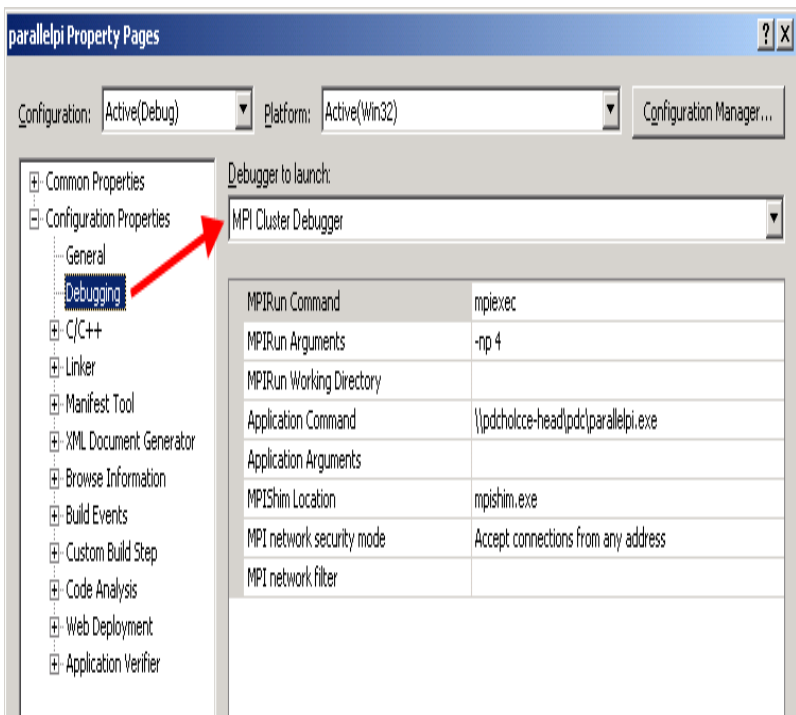 parallelpi Property Pages
Configuration: Active(Debug) Platform: Active(Win32) Configuration Manager...
Common Properties
Configuration Properties
General
Debugging
C/C++
Linker
Manifest Tool
XML Document Generator
Browse Information
Build Events
Custom Build Step
Code Analysis
Web Deployment
Application Verifier
Debugger to launch:
MPI Cluster Debugger
MPIRun Command mpiexec
MPIRun Arguments -np 4
MPIRun Working Directory
Application Command \\pdcholcce-head\pdc\parallelpi.exe
Application Arguments
MPIShim Location mpishim.exe
MPI network security mode Accept connections from any address
MPI network filter